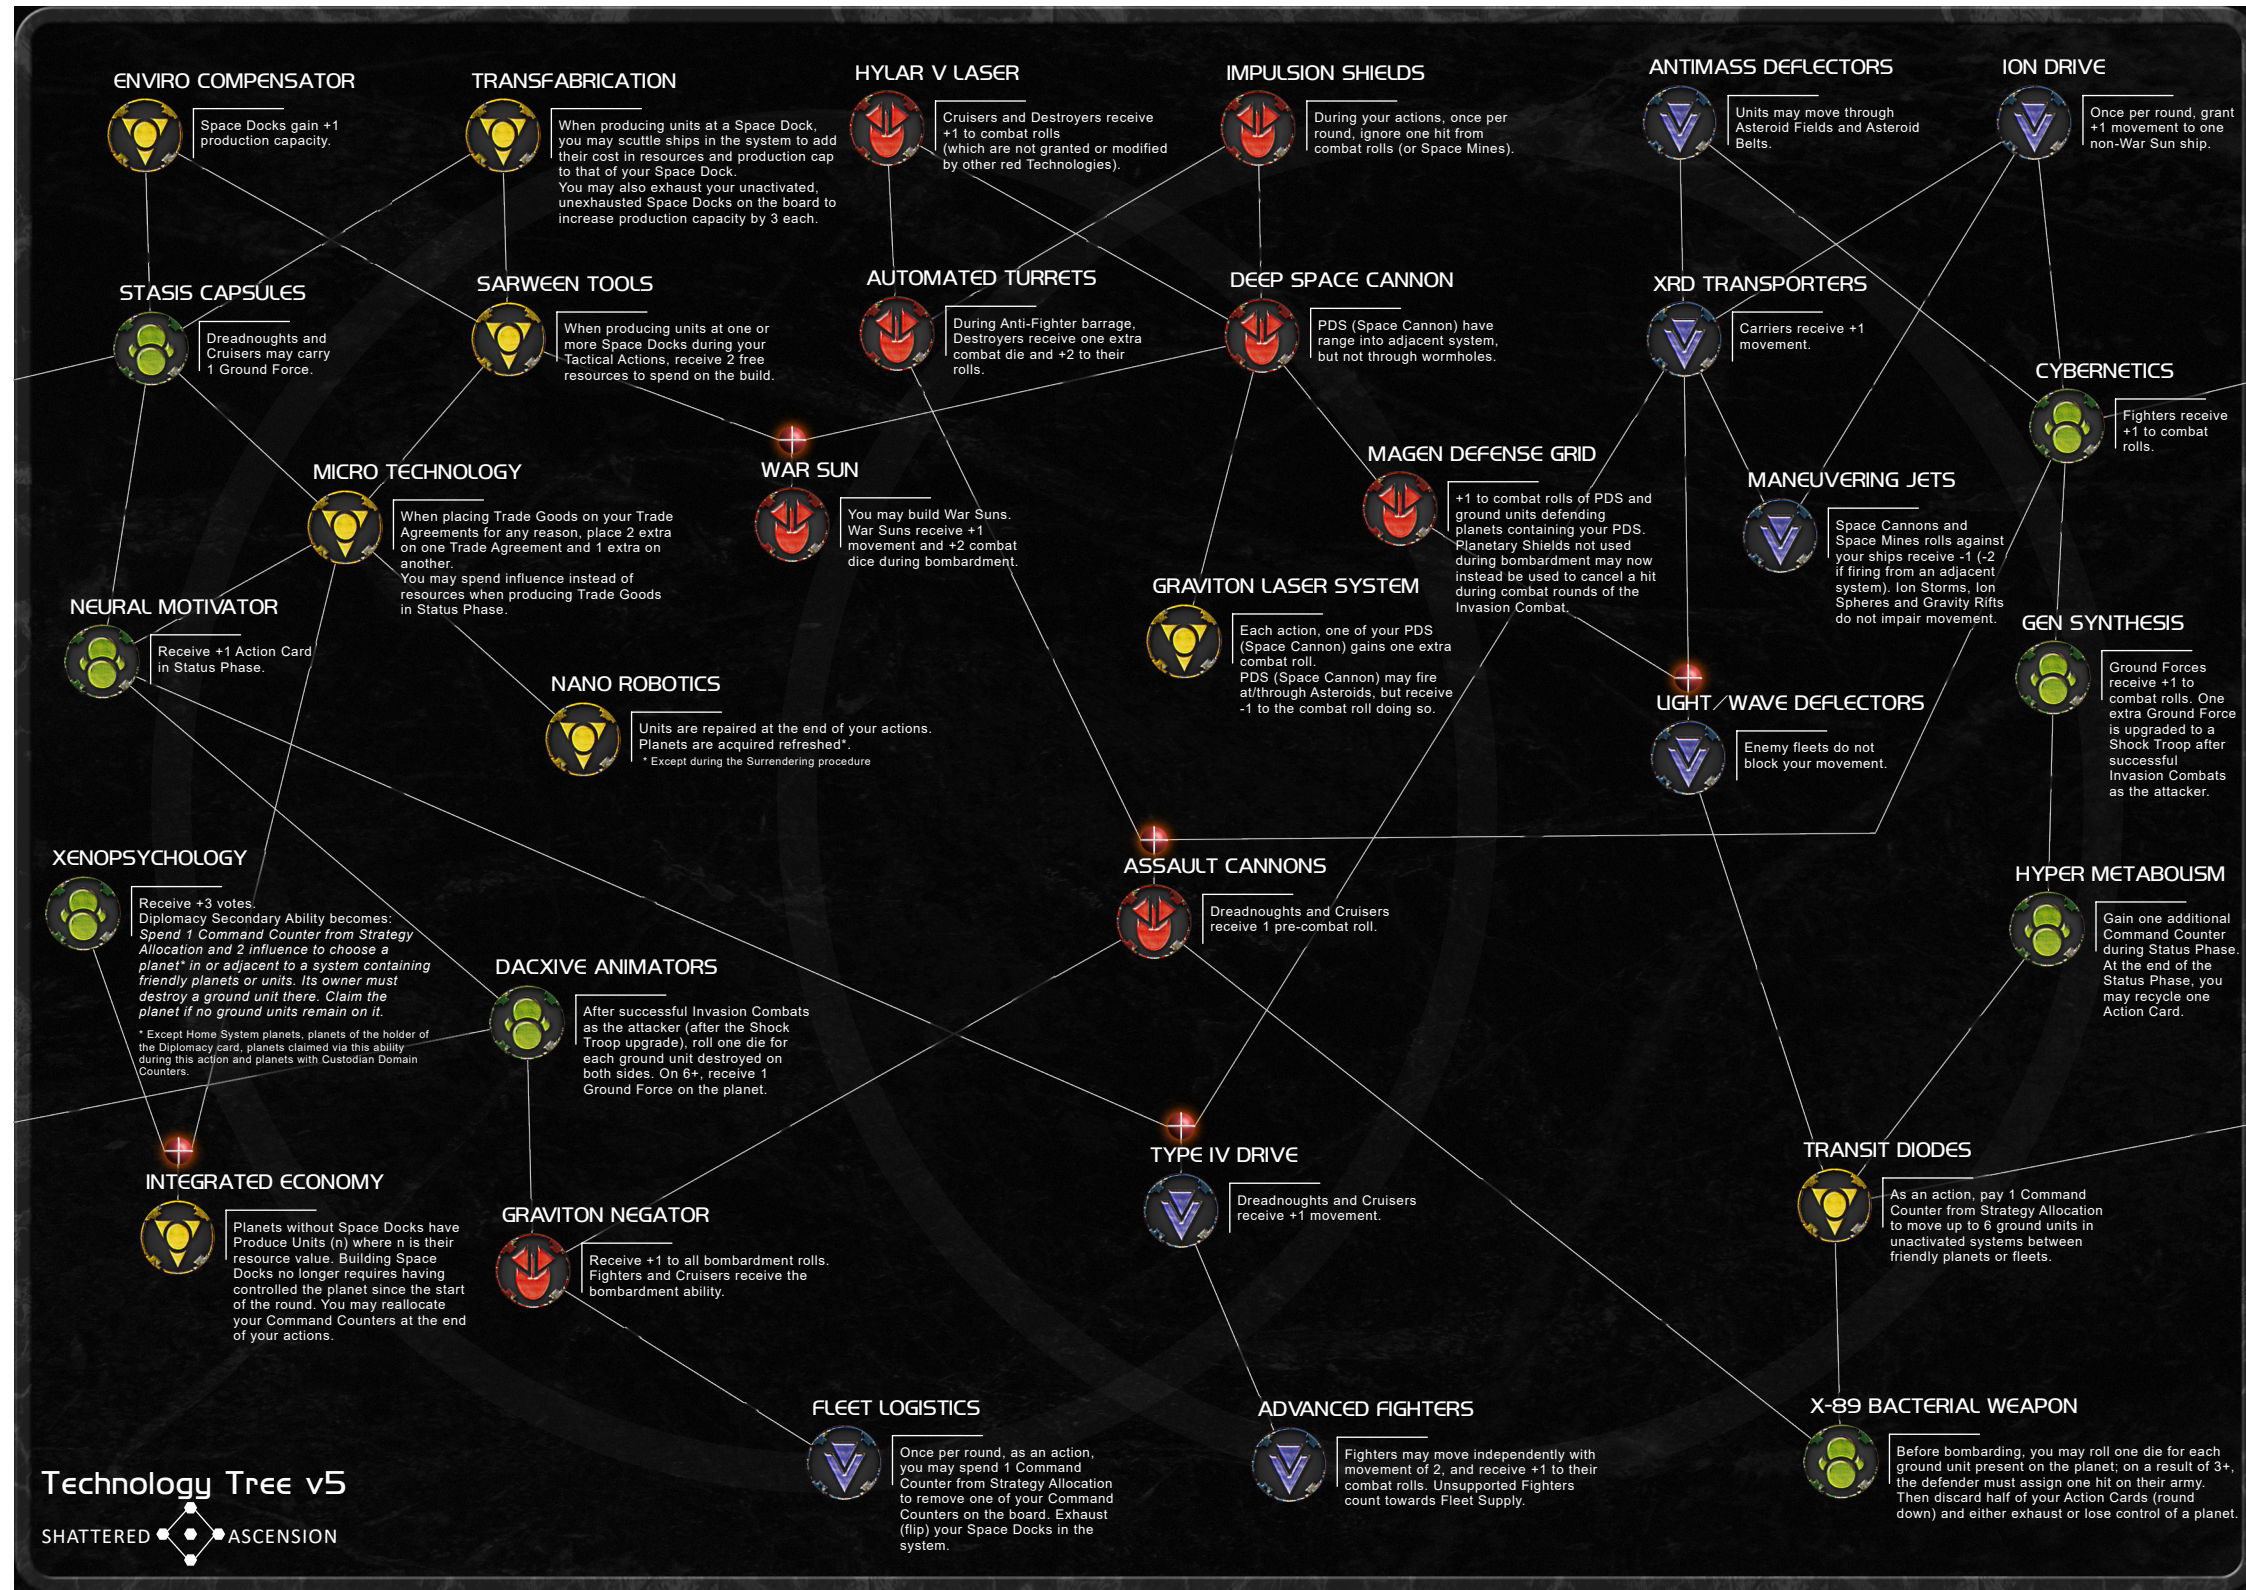 ENVIRO COMPENSATOR
Space Docks gain +1
production capacity.
TRANSFABRICATION
When producing units at a Space Dock,
you may scuttle ships in the system to add
their cost in resources and production cap
to that of your Space Dock.
You may also exhaust your unactivated,
unexhausted Space Docks on the board to
increase production capacity by 3 each.
HYLAR V LASER
Cruisers and Destroyers receive
+1 to combat rolls
(which are not granted or modified
by other red Technologies).
IMPULSION SHIELDS
During your actions, once per
round, ignore one hit from
combat rolls (or Space Mines).
ANTIMASS DEFLECTORS
Units may move through
Asteroid Fields and Asteroid
Belts.
ION DRIVE
Once per round, grant
+1 movement to one
non-War Sun ship.
STASIS CAPSULES
Dreadnoughts and
Cruisers may carry
1 Ground Force.
SARWEEN TOOLS
When producing units at one or
more Space Docks during your
Tactical Actions, receive 2 free
resources to spend on the build.
AUTOMATED TURRETS
During Anti-Fighter barrage,
Destroyers receive one extra
combat die and +2 to their
rolls.
DEEP SPACE CANNON
PDS (Space Cannon) have
range into adjacent system,
but not through wormholes.
XRD TRANSPORTERS
Carriers receive +1
movement.
CYBERNETICS
Fighters receive
+1 to combat
rolls.
MICRO TECHNOLOGY
When placing Trade Goods on your Trade
Agreements for any reason, place 2 extra
on one Trade Agreement and 1 extra on
another.
You may spend influence instead of
resources when producing Trade Goods
in Status Phase.
WAR SUN
You may build War Suns.
War Suns receive +1
movement and +2 combat
dice during bombardment.
MAGEN DEFENSE GRID
+1 to combat rolls of PDS and
ground units defending
planets containing your PDS.
Planetary Shields not used
during bombardment may now
instead be used to cancel a hit
during combat rounds of the
Invasion Combat.
MANEUVERING JETS
Space Cannons and
Space Mines rolls against
your ships receive -1 (-2
if firing from an adjacent
system). Ion Storms, Ion
Spheres and Gravity Rifts
do not impair movement.
NEURAL MOTIVATOR
Receive +1 Action Card
in Status Phase.
GRAVITON LASER SYSTEM
Each action, one of your PDS
(Space Cannon) gains one extra
combat roll.
PDS (Space Cannon) may fire
at/through Asteroids, but receive
-1 to the combat roll doing so.
GEN SYNTHESIS
Ground Forces
receive +1 to
combat rolls. One
extra Ground Force
is upgraded to a
Shock Troop after
successful
Invasion Combats
as the attacker.
NANO ROBOTICS
Units are repaired at the end of your actions.
Planets are acquired refreshed*.
* Except during the Surrendering procedure
LIGHT/WAVE DEFLECTORS
Enemy fleets do not
block your movement.
XENOPSYCHOLOGY
Receive +3 votes.
Diplomacy Secondary Ability becomes:
Spend 1 Command Counter from Strategy
Allocation and 2 influence to choose a
planet* in or adjacent to a system containing
friendly planets or units. Its owner must
destroy a ground unit there. Claim the
planet if no ground units remain on it.
* Except Home System planets, planets of the holder of
the Diplomacy card, planets claimed via this ability
during this action and planets with Custodian Domain
Counters.
ASSAULT CANNONS
Dreadnoughts and Cruisers
receive 1 pre-combat roll.
HYPER METABOLISM
Gain one additional
Command Counter
during Status Phase.
At the end of the
Status Phase, you
may recycle one
Action Card.
DACXIVE ANIMATORS
After successful Invasion Combats
as the attacker (after the Shock
Troop upgrade), roll one die for
each ground unit destroyed on
both sides. On 6+, receive 1
Ground Force on the planet.
INTEGRATED ECONOMY
Planets without Space Docks have
Produce Units (n) where n is their
resource value. Building Space
Docks no longer requires having
controlled the planet since the start
of the round. You may reallocate
your Command Counters at the end
of your actions.
TYPE IV DRIVE
Dreadnoughts and Cruisers
receive +1 movement.
TRANSIT DIODES
As an action, pay 1 Command
Counter from Strategy Allocation
to move up to 6 ground units in
unactivated systems between
friendly planets or fleets.
GRAVITON NEGATOR
Receive +1 to all bombardment rolls.
Fighters and Cruisers receive the
bombardment ability.
FLEET LOGISTICS
Once per round, as an action,
you may spend 1 Command
Counter from Strategy Allocation
to remove one of your Command
Counters on the board. Exhaust
(flip) your Space Docks in the
system.
ADVANCED FIGHTERS
Fighters may move independently with
movement of 2, and receive +1 to their
combat rolls. Unsupported Fighters
count towards Fleet Supply.
X-89 BACTERIAL WEAPON
Before bombarding, you may roll one die for each
ground unit present on the planet; on a result of 3+,
the defender must assign one hit on their army.
Then discard half of your Action Cards (round
down) and either exhaust or lose control of a planet.
Technology Tree v5
SHATTERED ASCENSION